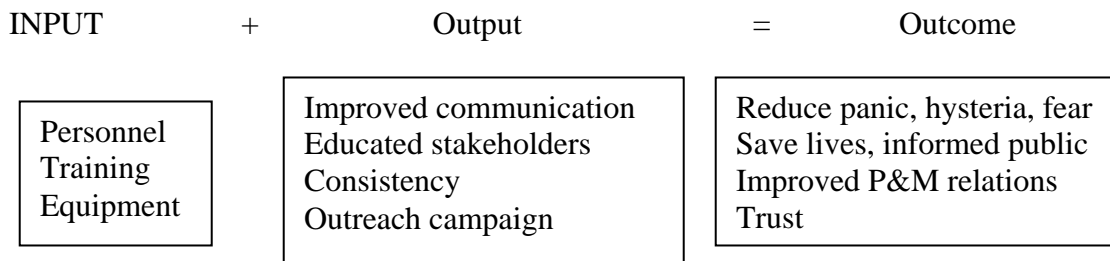 INPUT + Output = Outcome
Personnel
Training
Equipment
Improved communication
Educated stakeholders
Consistency
Outreach campaign
Reduce panic, hysteria, fear
Save lives, informed public
Improved P&M relations
Trust